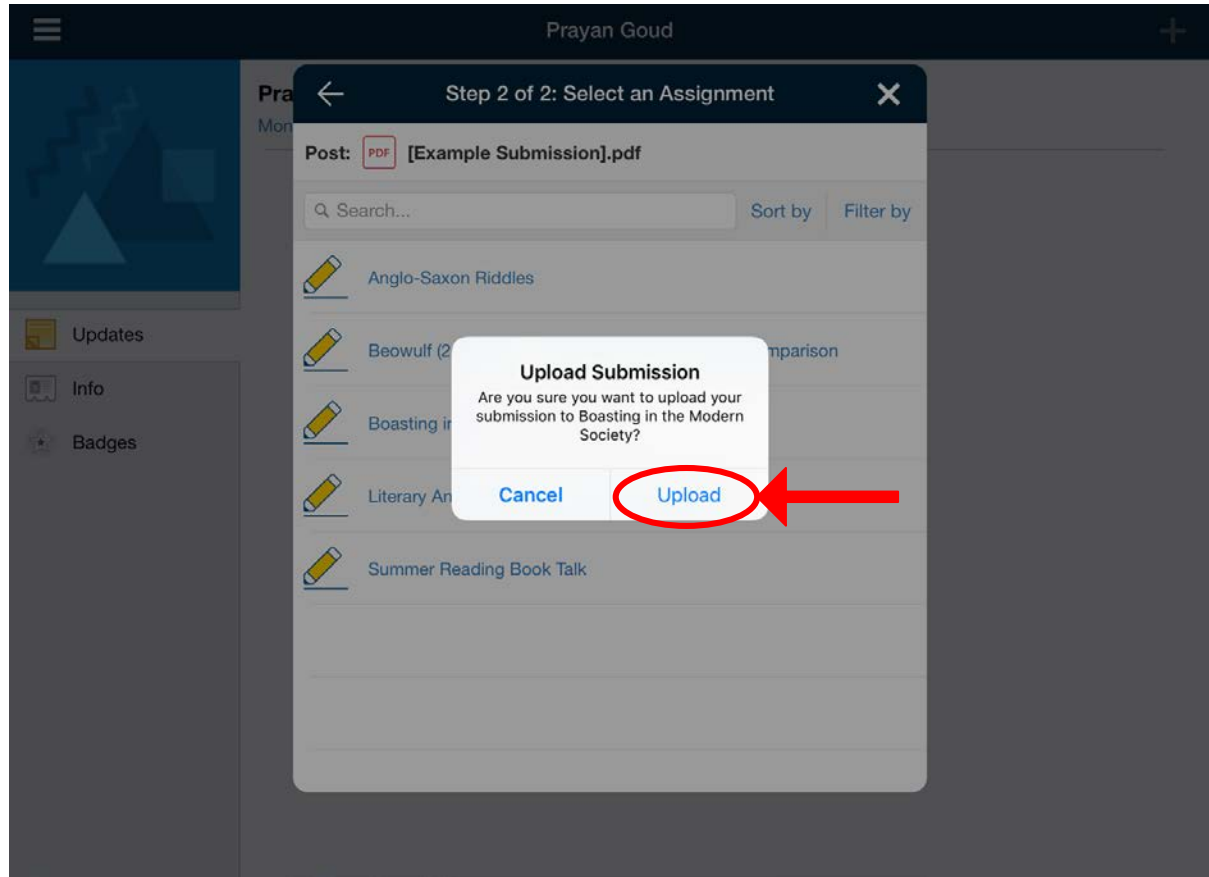 Prayan Goud
Pra
Mon
Step 2 of 2: Select an Assignment
Post: PDF [Example Submission].pdf
Search...
Sort by
Filter by
Anglo-Saxon Riddles
Beowulf (2
mparison
Boasting in
Literary An
Summer Reading Book Talk
Upload Submission
Are you sure you want to upload your
submission to Boasting in the Modern
Society?
Cancel
Upload
Updates
Info
Badges